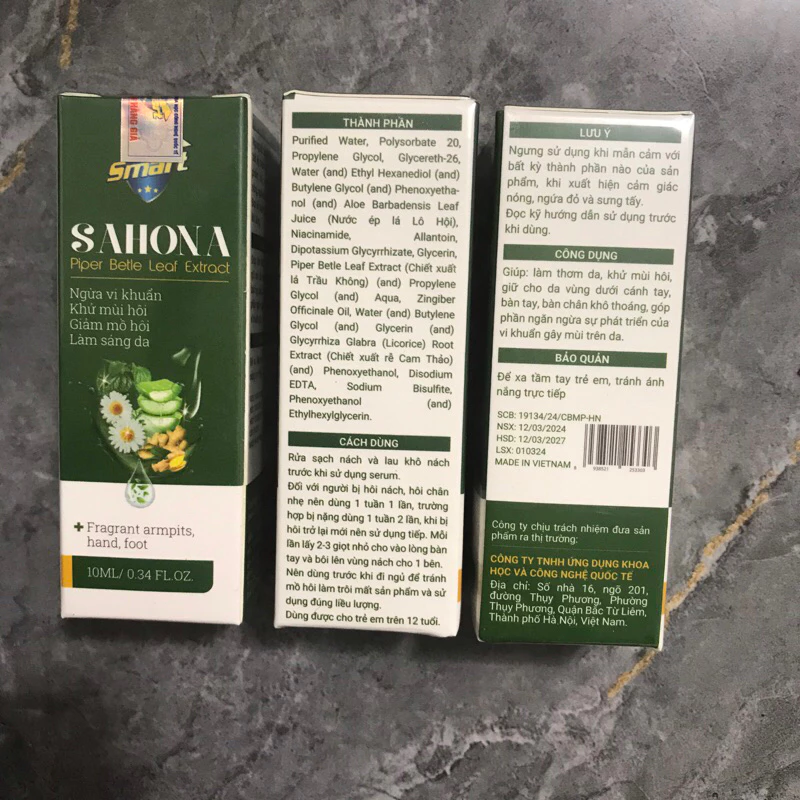 HÀNG GIẢ
Smart
SAHONA
Piper Betle Leaf Extract
Ngừa vi khuẩn
Khử mùi hôi
Giảm mồ hôi
Làm sáng da
Fragrant armpits,
hand, foot
10ML/ 0.34 FL.OZ.
THÀNH PHẦN
Purified Water, Polysorbate 20,
Propylene Glycol, Glycereth-26,
Water (and) Ethyl Hexanediol (and)
Butylene Glycol (and) Phenoxyetha-
nol (and) Aloe Barbadensis Leaf
Juice (Nước ép lá Lô Hội),
Niacinamide, Allantoin,
Dipotassium Glycyrrhizate, Glycerin,
Piper Betle Leaf Extract (Chiết xuất
lá Trầu Không) (and) Propylene
Glycol (and) Aqua, Zingiber
Officinale Oil, Water (and) Butylene
Glycol (and) Glycerin (and)
Glycyrrhiza Glabra (Licorice) Root
Extract (Chiết xuất rễ Cam Thảo)
(and) Phenoxyethanol, Disodium
EDTA, Sodium Bisulfite,
Phenoxyethanol (and)
Ethylhexylglycerin.
CÁCH DÙNG
Rửa sạch nách và lau khô nách
trước khi sử dụng serum.
Đối với người bị hôi nách, hôi chân
nhẹ nên dùng 1 tuần 1 lần, trường
hợp bị nặng dùng 1 tuần 2 lần, khi bị
hôi trở lại mới nên sử dụng tiếp. Mỗi
lần lấy 2-3 giọt nhỏ cho vào lòng bàn
tay và bôi lên vùng nách cho 1 bên.
Nên dùng trước khi đi ngủ để tránh
mồ hôi làm trôi mất sản phẩm và sử
dụng đúng liều lượng.
Dùng được cho trẻ em trên 12 tuổi.
LƯU Ý
Ngưng sử dụng khi mẫn cảm với
bất kỳ thành phần nào của sản
phẩm, khi xuất hiện cảm giác
nóng, ngứa đỏ và sưng tấy.
Đọc kỹ hướng dẫn sử dụng trước
khi dùng.
CÔNG DỤNG
Giúp: làm thơm da, khử mùi hôi,
giữ cho da vùng dưới cánh tay,
bàn tay, bàn chân khô thoáng, góp
phần ngăn ngừa sự phát triển của
vi khuẩn gây mùi trên da.
BẢO QUẢN
Để xa tầm tay trẻ em, tránh ánh
nắng trực tiếp
SCB: 19134/24/CBMP-HN
NSX: 12/03/2024
HSD: 12/03/2027
LSX: 010324
MADE IN VIETNAM
Công ty chịu trách nhiệm đưa sản
phẩm ra thị trường:
CÔNG TY TNHH ỨNG DỤNG KHOA
HỌC VÀ CÔNG NGHỆ QUỐC TẾ
Địa chỉ: Số nhà 16, ngõ 201,
đường Thụy Phương, Phường
Thụy Phương, Quận Bắc Từ Liêm,
Thành phố Hà Nội, Việt Nam.